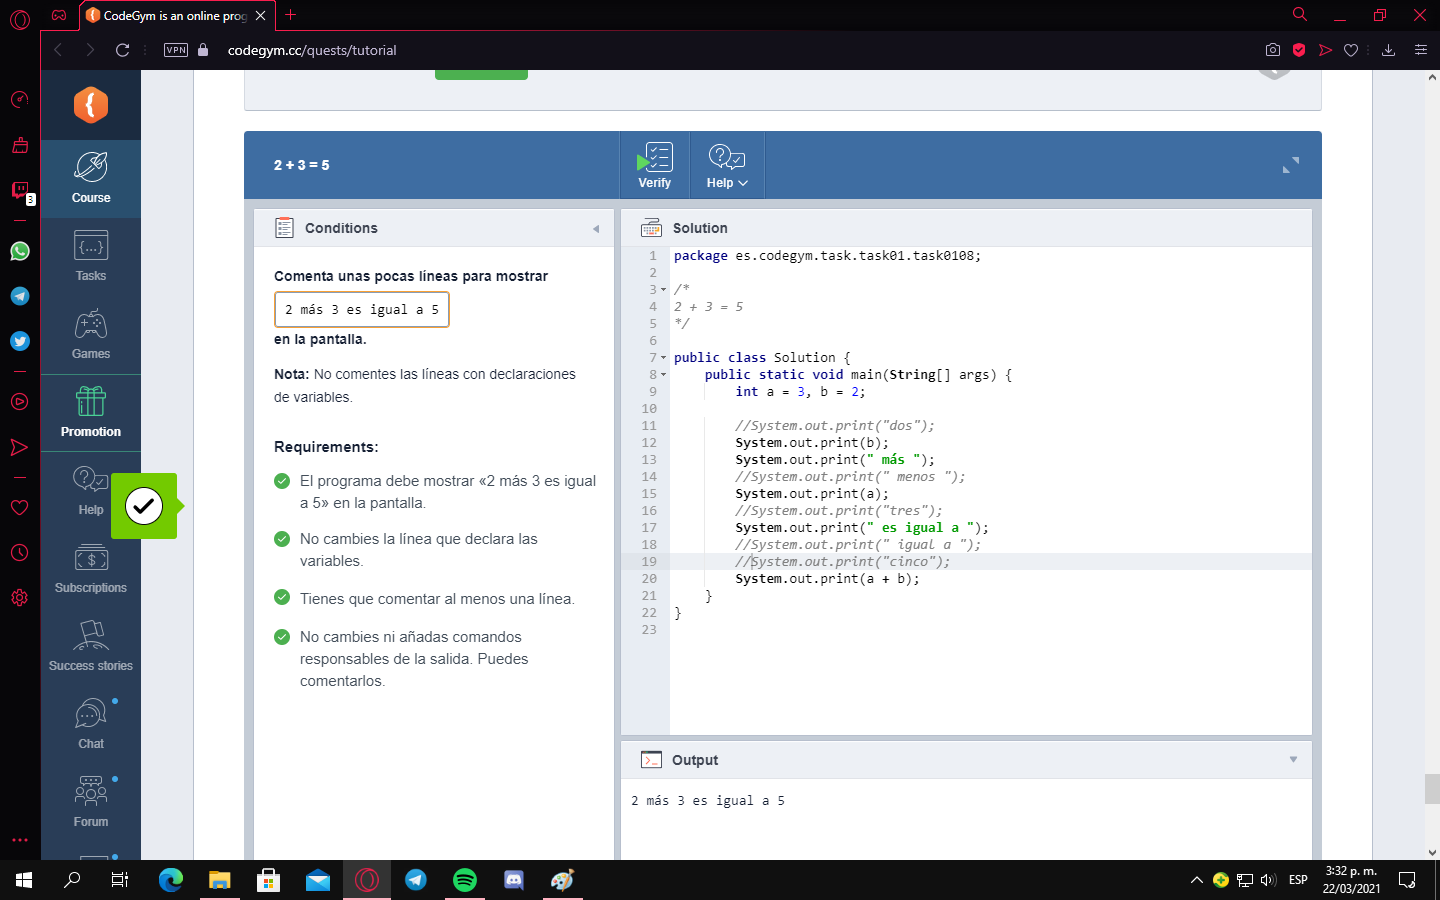 CodeGym is an online prog
VPN
codegym.cc/quests/tutorial
3
Course
{...}
Tasks
Games
Promotion
Help
Subscriptions
Success stories
Chat
Forum
2 + 3 = 5
Verify
Help
Conditions
Comenta unas pocas líneas para mostrar
2 más 3 es igual a 5
en la pantalla.
Nota: No comentes las líneas con declaraciones
de variables.
Requirements:
El programa debe mostrar «2 más 3 es igual
a 5» en la pantalla.
No cambies la línea que declara las
variables.
Tienes que comentar al menos una línea.
No cambies ni añadas comandos
responsables de la salida. Puedes
comentarlos.
Solution
1 package es.codegym.task.task01.task0108;
2
3 /*
4 2 + 3 = 5
5 */
6
7 public class Solution {
8 public static void main(String[] args) {
9 int a = 3, b = 2;
10
11 //System.out.print("dos");
12 System.out.print(b);
13 System.out.print(" más ");
14 //System.out.print(" menos ");
15 System.out.print(a);
16 //System.out.print("tres");
17 System.out.print(" es igual a ");
18 //System.out.print(" igual a ");
19 //System.out.print("cinco");
20 System.out.print(a + b);
21 }
22 }
23
Output
2 más 3 es igual a 5
ESP
3:32 p. m.
22/03/2021